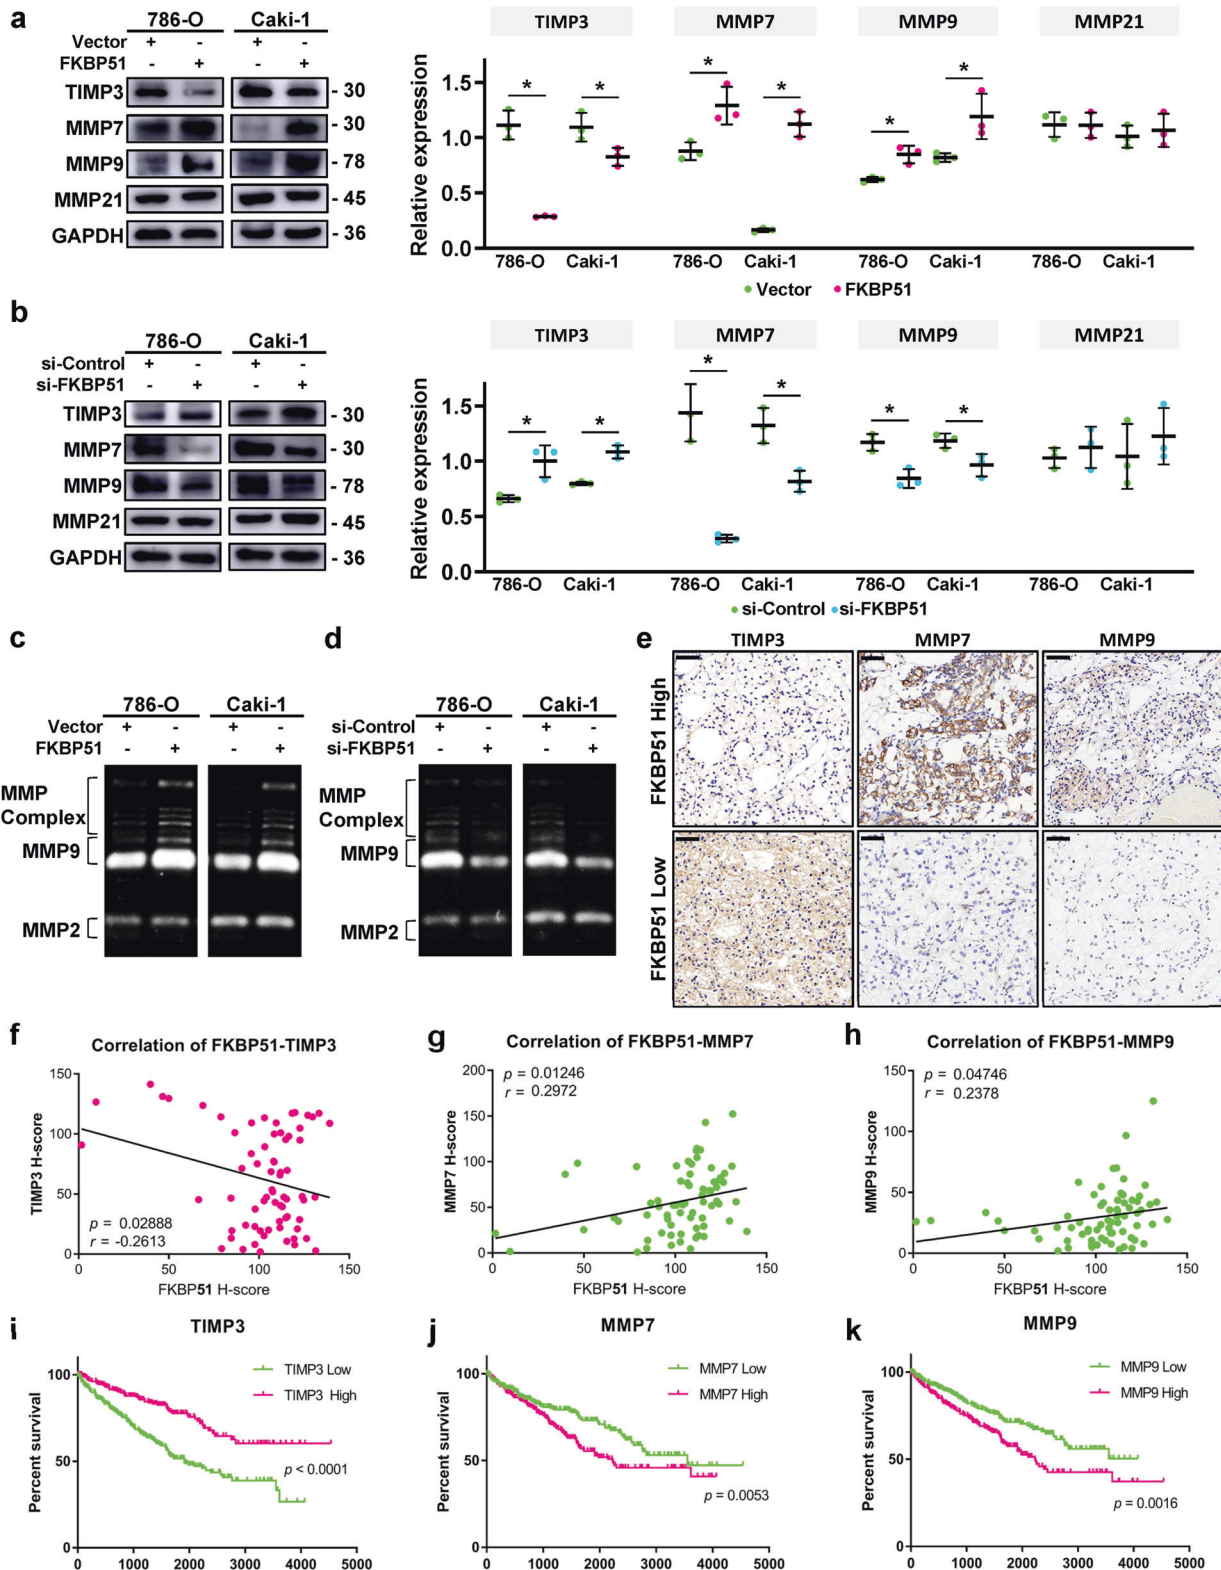 a
786-O Caki-1
Vector + - + -
FKBP51 - + - +
TIMP3 - 30
MMP7 - 30
MMP9 - 78
MMP21 - 45
GAPDH - 36
TIMP3 MMP7 MMP9 MMP21
Relative expression
1.5
1.0
0.5
0.0
* * * * * *
786-O Caki-1 786-O Caki-1 786-O Caki-1 786-O Caki-1
Vector FKBP51
b
786-O Caki-1
si-Control + - + -
si-FKBP51 - + - +
TIMP3 - 30
MMP7 - 30
MMP9 - 78
MMP21 - 45
GAPDH - 36
TIMP3 MMP7 MMP9 MMP21
Relative expression
1.5
1.0
0.5
0.0
* * * * * *
786-O Caki-1 786-O Caki-1 786-O Caki-1 786-O Caki-1
si-Control si-FKBP51
c
786-O Caki-1
Vector + - + -
FKBP51 - + - +
MMP
Complex
MMP9
MMP2
d
786-O Caki-1
si-Control + - + -
si-FKBP51 - + - +
MMP
Complex
MMP9
MMP2
e
TIMP3 MMP7 MMP9
FKBP51 High
FKBP51 Low
f
Correlation of FKBP51-TIMP3
TIMP3 H-score
150
100
50
0
p = 0.02888
r = -0.2613
0 50 100 150
FKBP51 H-score
g
Correlation of FKBP51-MMP7
MMP7 H-score
200
150
100
50
0
p = 0.01246
r = 0.2972
0 50 100 150
FKBP51 H-score
h
Correlation of FKBP51-MMP9
MMP9 H-score
150
100
50
0
p = 0.04746
r = 0.2378
0 50 100 150
FKBP51 H-score
i
TIMP3
Percent survival
100
50
0
TIMP3 Low
TIMP3 High
p < 0.0001
0 1000 2000 3000 4000 5000
j
MMP7
Percent survival
100
50
0
MMP7 Low
MMP7 High
p = 0.0053
0 1000 2000 3000 4000 5000
k
MMP9
Percent survival
100
50
0
MMP9 Low
MMP9 High
p = 0.0016
0 1000 2000 3000 4000 5000